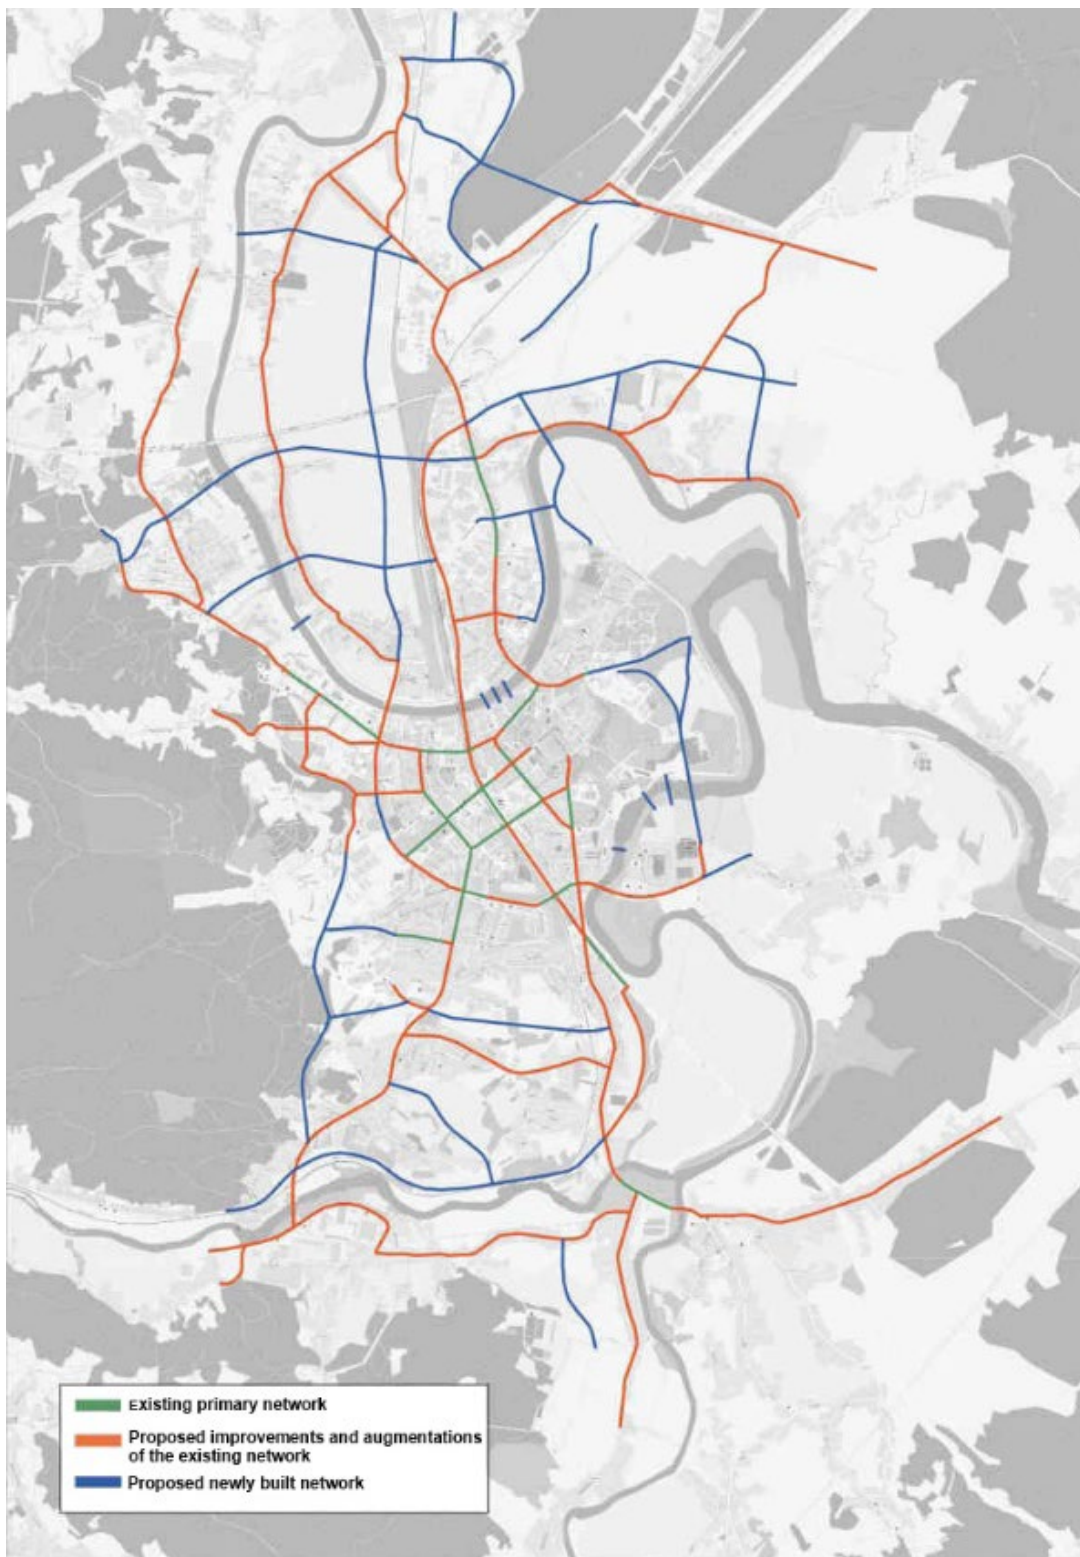 Existing primary network
Proposed improvements and augmentations
of the existing network
Proposed newly built network